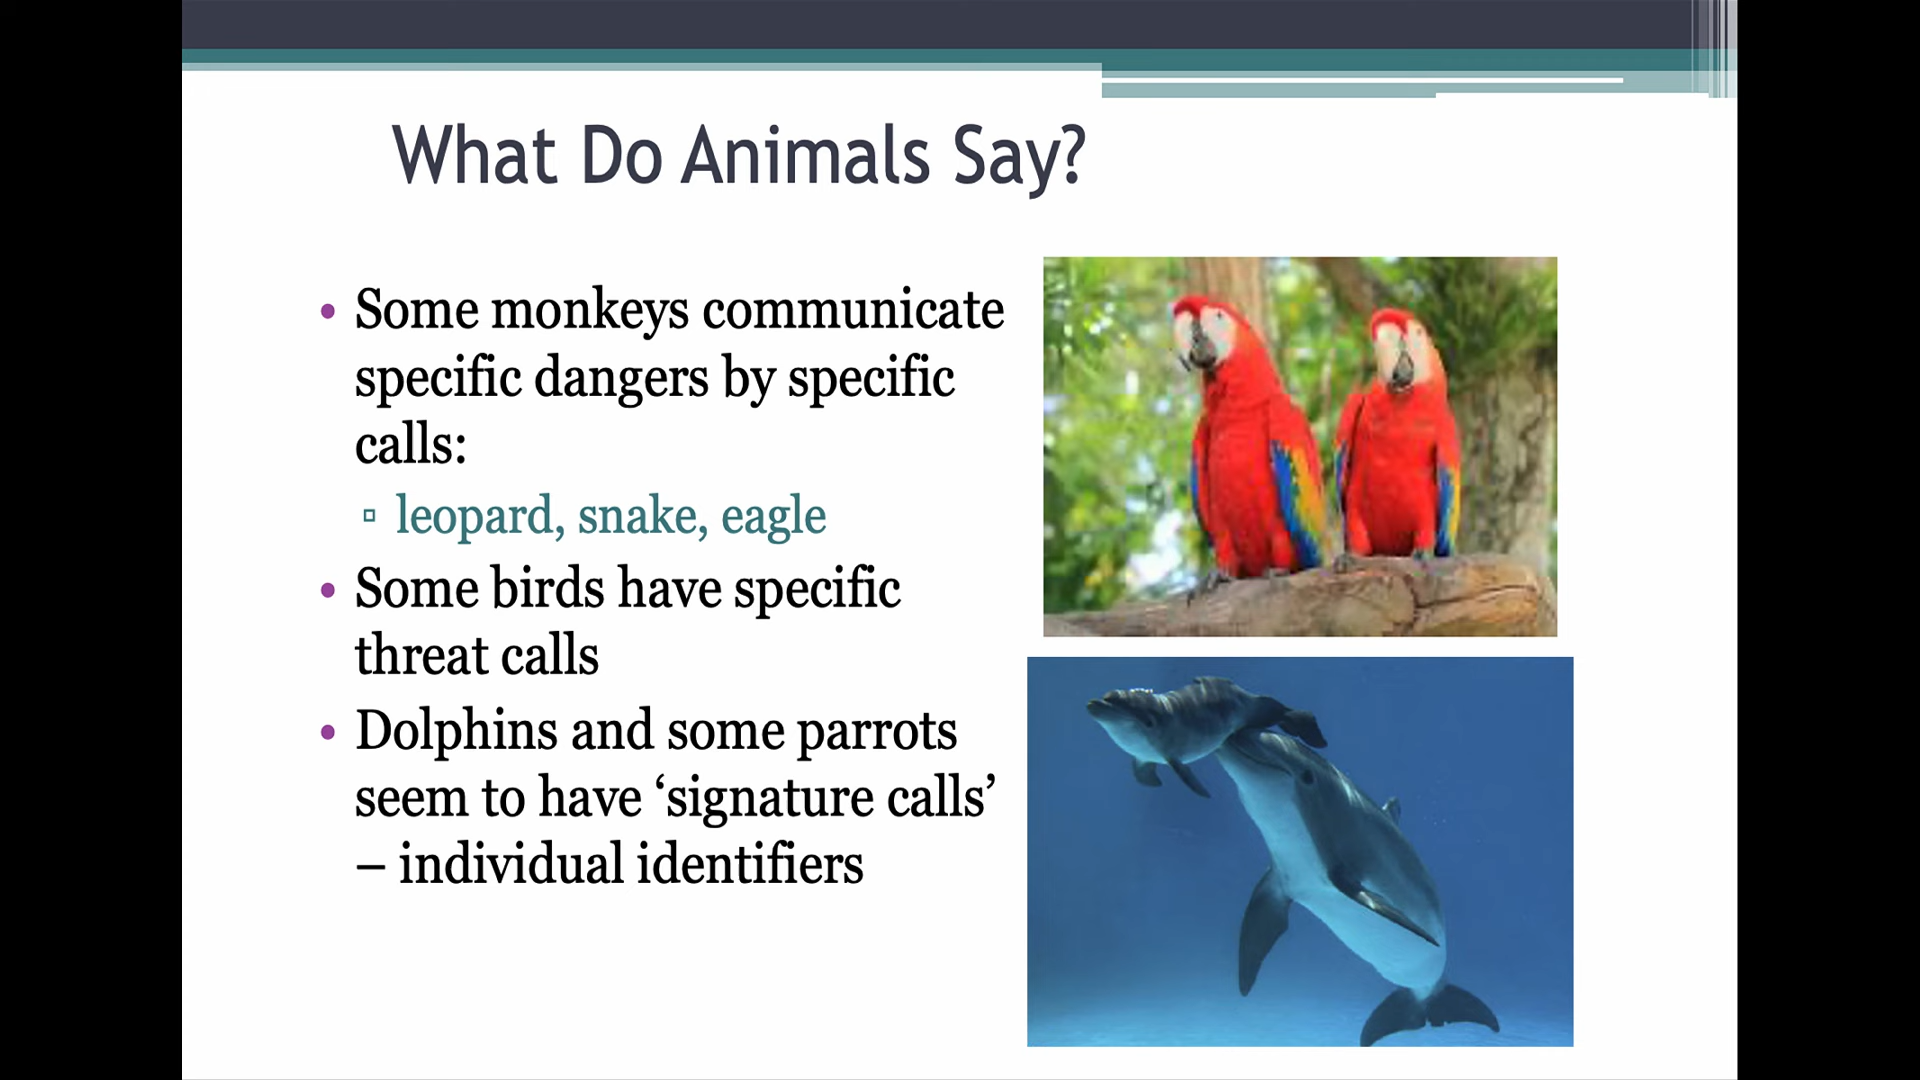 What Do Animals Say?
• Some monkeys communicate
specific dangers by specific
calls:
▫ leopard, snake, eagle
• Some birds have specific
threat calls
• Dolphins and some parrots
seem to have ‘signature calls’
– individual identifiers